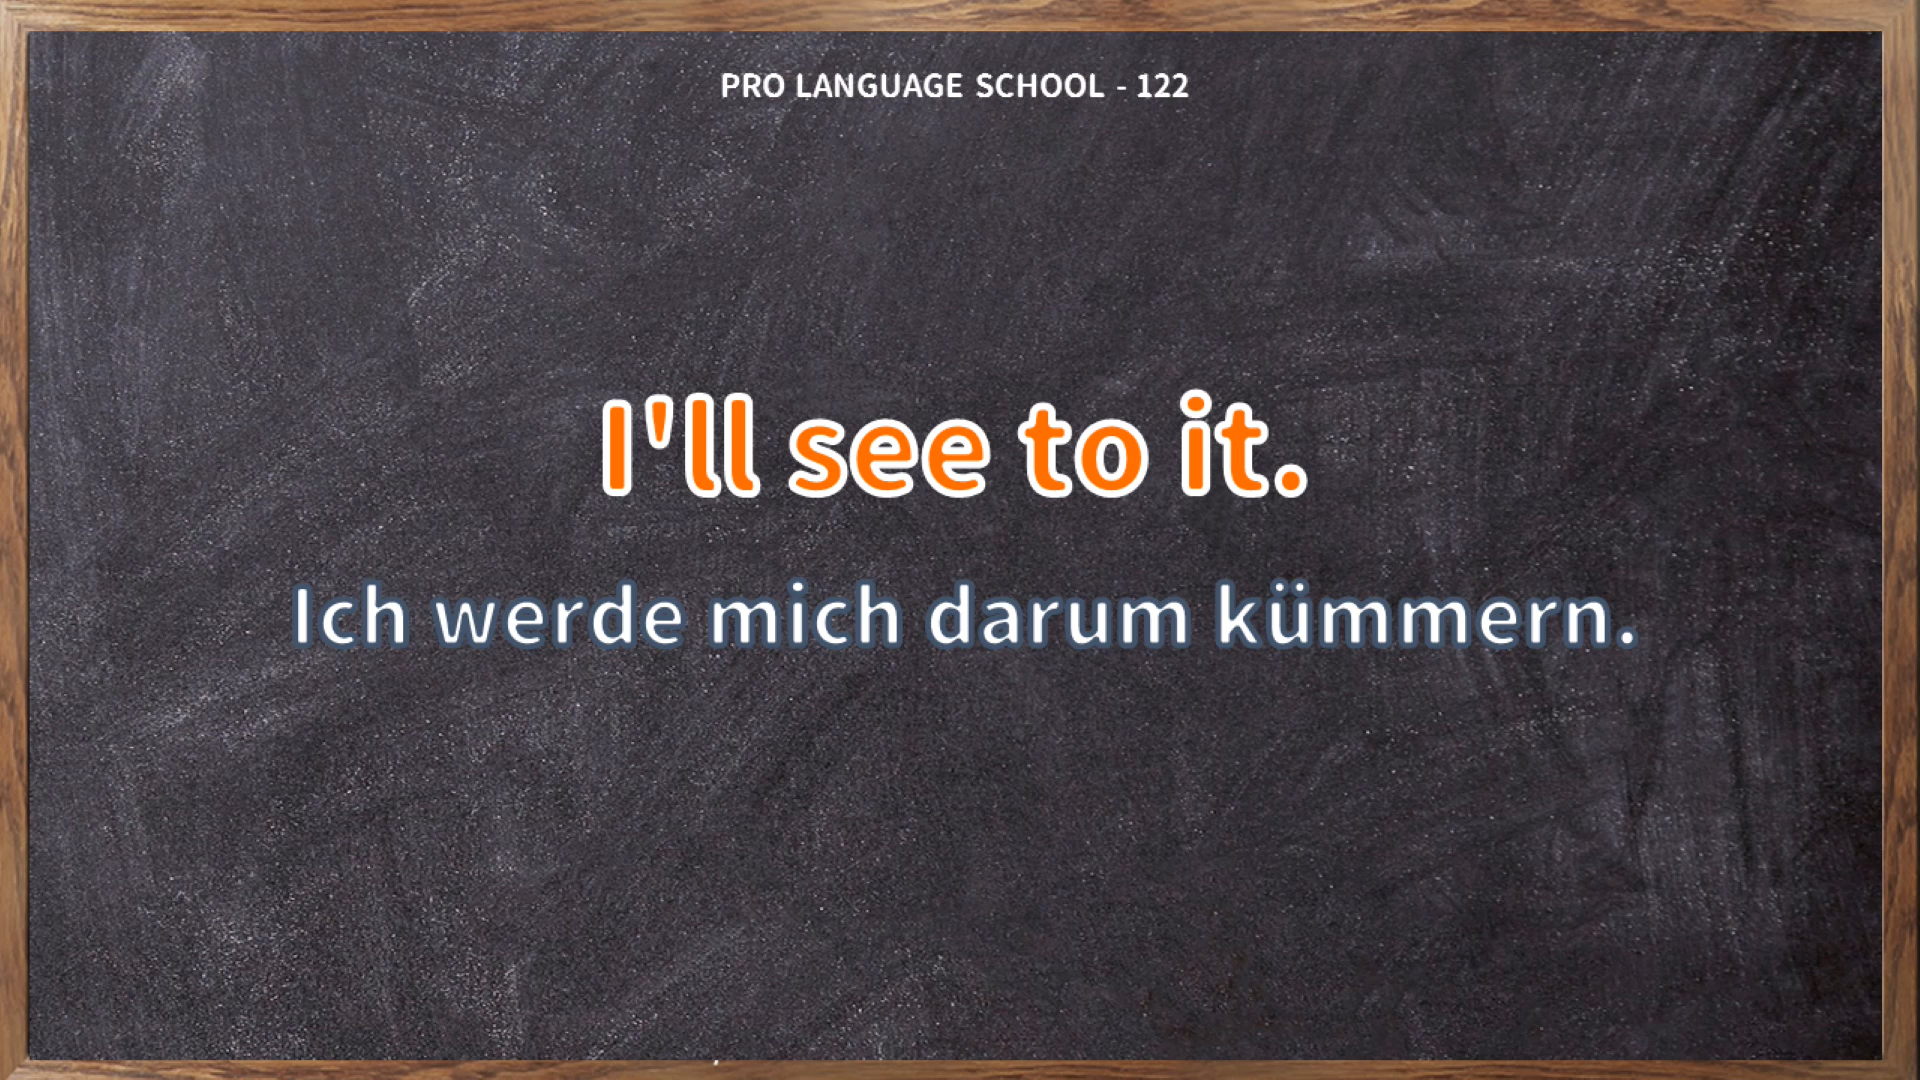 PRO LANGUAGE SCHOOL - 122
I'll see to it.
Ich werde mich darum kümmern.